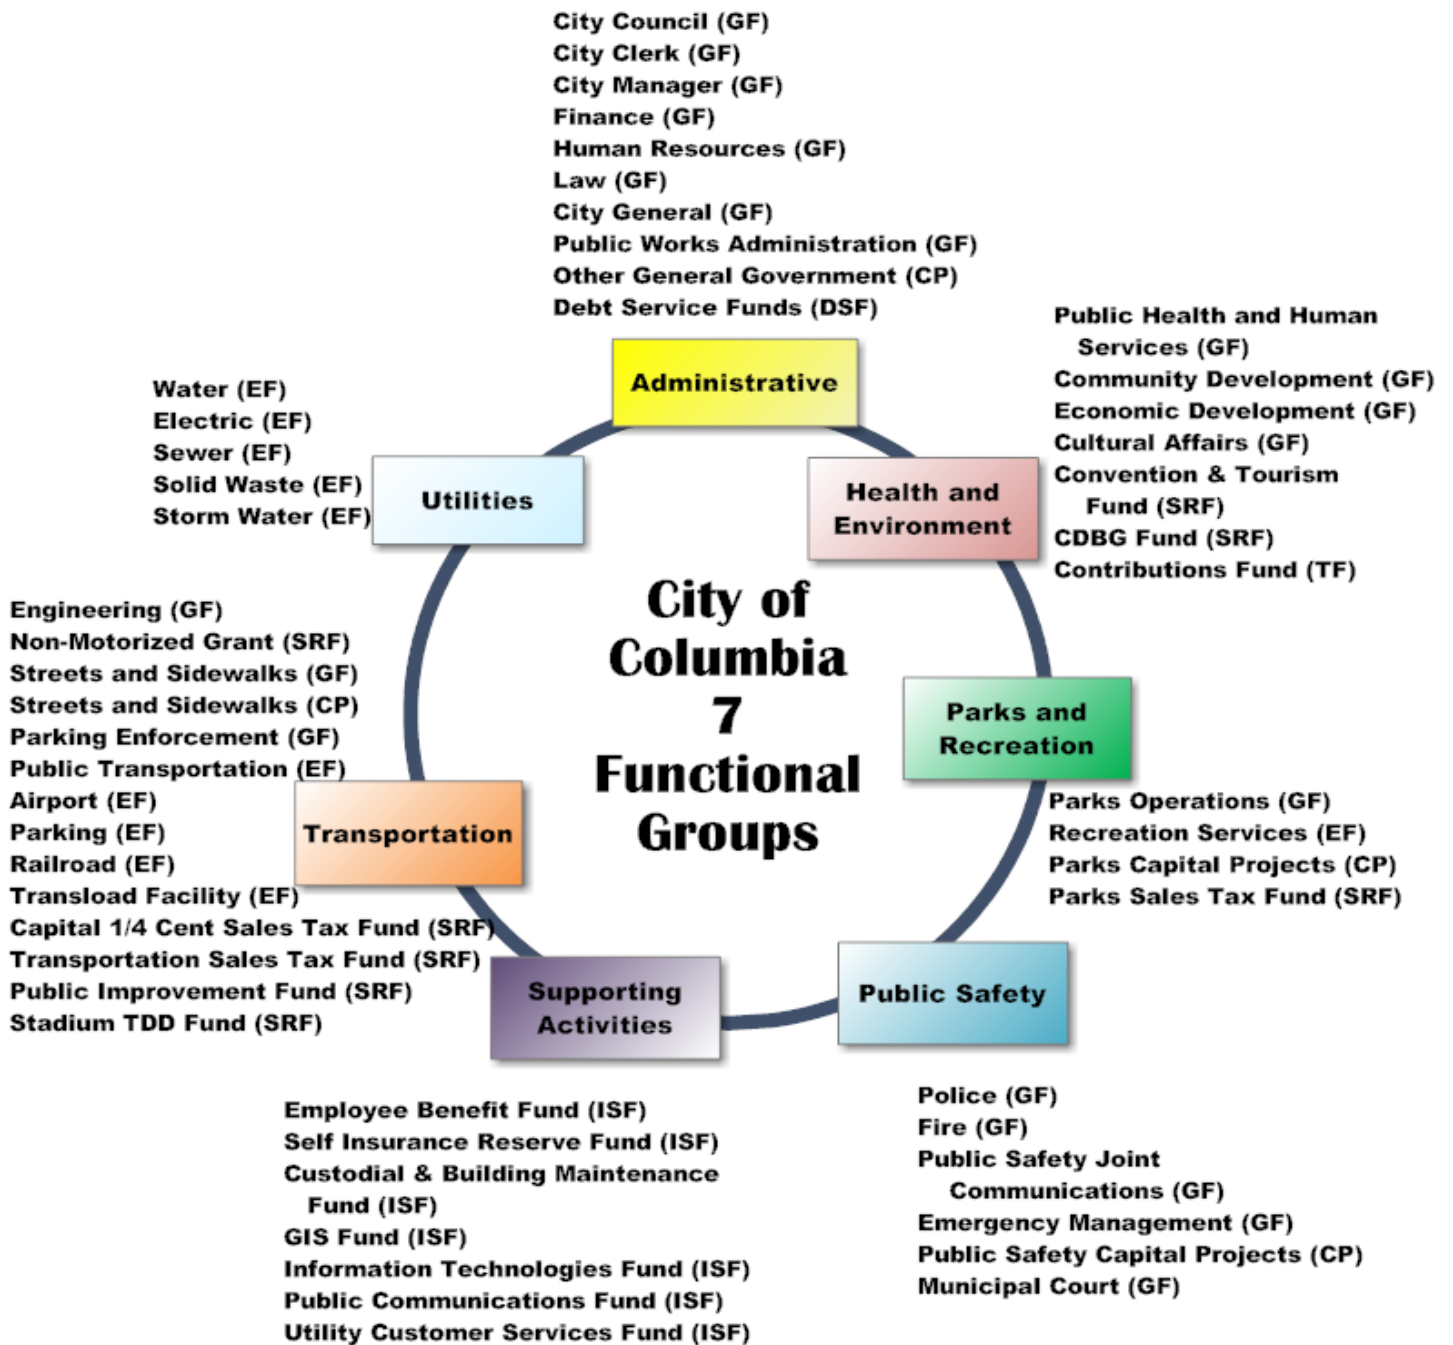 City Council (GF)
City Clerk (GF)
City Manager (GF)
Finance (GF)
Human Resources (GF)
Law (GF)
City General (GF)
Public Works Administration (GF)
Other General Government (CP)
Debt Service Funds (DSF)
Administrative
Public Health and Human
Services (GF)
Community Development (GF)
Economic Development (GF)
Cultural Affairs (GF)
Convention & Tourism
Fund (SRF)
CDBG Fund (SRF)
Contributions Fund (TF)
Health and
Environment
Water (EF)
Electric (EF)
Sewer (EF)
Solid Waste (EF)
Storm Water (EF)
Utilities
City of
Columbia
7
Functional
Groups
Parks and
Recreation
Parks Operations (GF)
Recreation Services (EF)
Parks Capital Projects (CP)
Parks Sales Tax Fund (SRF)
Engineering (GF)
Non-Motorized Grant (SRF)
Streets and Sidewalks (GF)
Streets and Sidewalks (CP)
Parking Enforcement (GF)
Public Transportation (EF)
Airport (EF)
Parking (EF)
Railroad (EF)
Transload Facility (EF)
Capital 1/4 Cent Sales Tax Fund (SRF)
Transportation Sales Tax Fund (SRF)
Public Improvement Fund (SRF)
Stadium TDD Fund (SRF)
Transportation
Supporting
Activities
Public Safety
Employee Benefit Fund (ISF)
Self Insurance Reserve Fund (ISF)
Custodial & Building Maintenance
Fund (ISF)
GIS Fund (ISF)
Information Technologies Fund (ISF)
Public Communications Fund (ISF)
Utility Customer Services Fund (ISF)
Police (GF)
Fire (GF)
Public Safety Joint
Communications (GF)
Emergency Management (GF)
Public Safety Capital Projects (CP)
Municipal Court (GF)